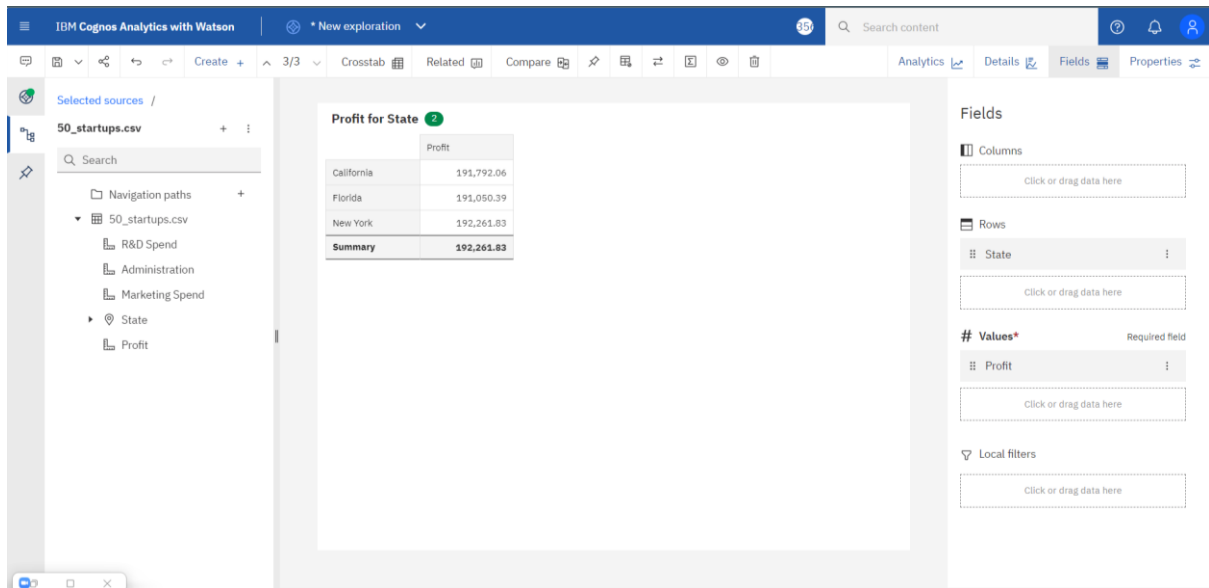 IBM Cognos Analytics with Watson
* New exploration
Search content
Create +
3/3
Crosstab
Related
Compare
Analytics
Details
Fields
Properties
Selected sources /
50_startups.csv
Search
Navigation paths
50_startups.csv
R&D Spend
Administration
Marketing Spend
State
Profit
Profit for State 2
Profit
California 191,792.06
Florida 191,050.39
New York 192,261.83
Summary 192,261.83
Fields
Columns
Click or drag data here
Rows
State
Click or drag data here
# Values* Required field
Profit
Click or drag data here
Local filters
Click or drag data here